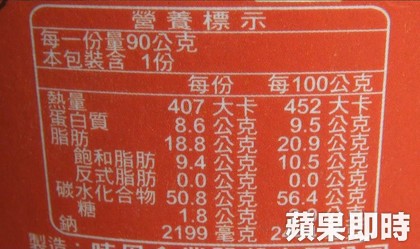 營養標示
每一份量90公克
本包裝含 1份
每份 每100公克
熱量 407 大卡 452 大卡
蛋白質 8.6 公克 9.5 公克
脂肪 18.8 公克 20.9 公克
飽和脂肪 9.4 公克 10.5 公克
反式脂肪 0.0 公克 0.0 公克
碳水化合物 50.8 公克 56.4 公克
糖 1.8 公克
鈉 2199 毫克
製造:
蘋果即時